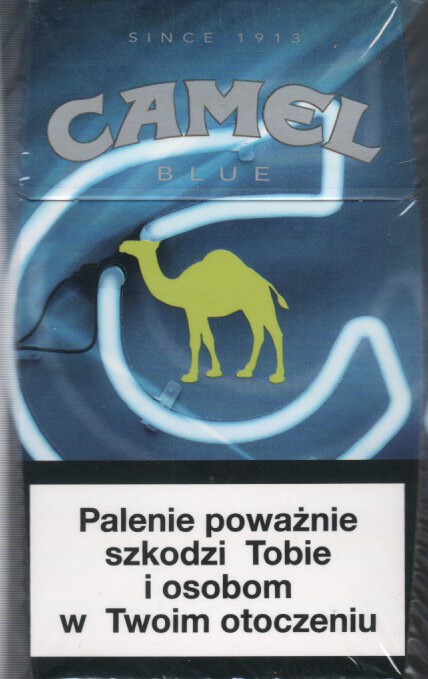 SINCE 1913
CAMEL
BLUE
Palenie poważnie
szkodzi Tobie
i osobom
w Twoim otoczeniu